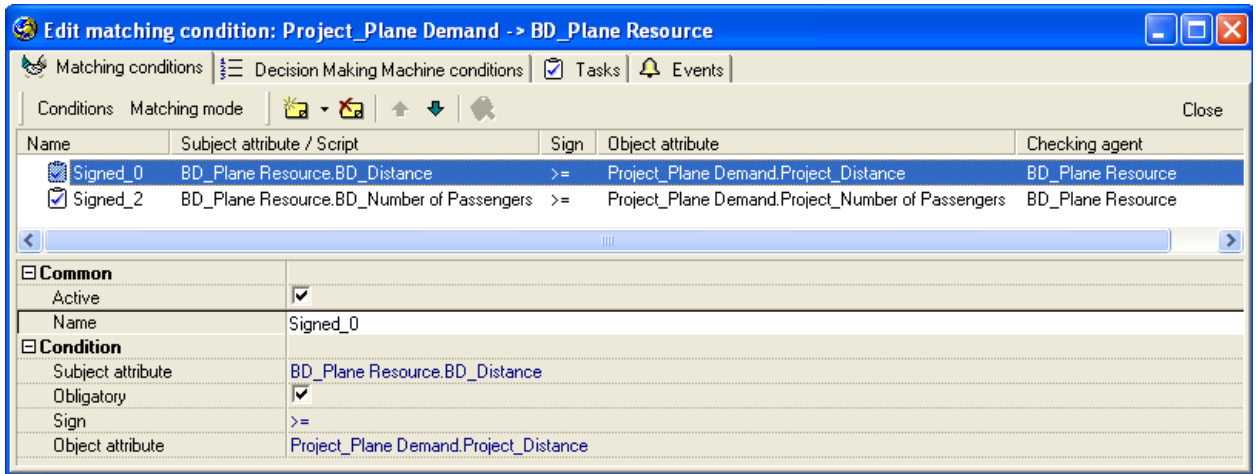 Edit matching condition: Project_Plane Demand -> BD_Plane Resource
Matching conditions Decision Making Machine conditions Tasks Events
Conditions Matching mode Close
Name Subject attribute / Script Sign Object attribute Checking agent
Signed_0 BD_Plane Resource.BD_Distance >= Project_Plane Demand.Project_Distance BD_Plane Resource
Signed_2 BD_Plane Resource.BD_Number of Passengers >= Project_Plane Demand.Project_Number of Passengers BD_Plane Resource
Common
Active
Name Signed_0
Condition
Subject attribute BD_Plane Resource.BD_Distance
Obligatory
Sign >=
Object attribute Project_Plane Demand.Project_Distance